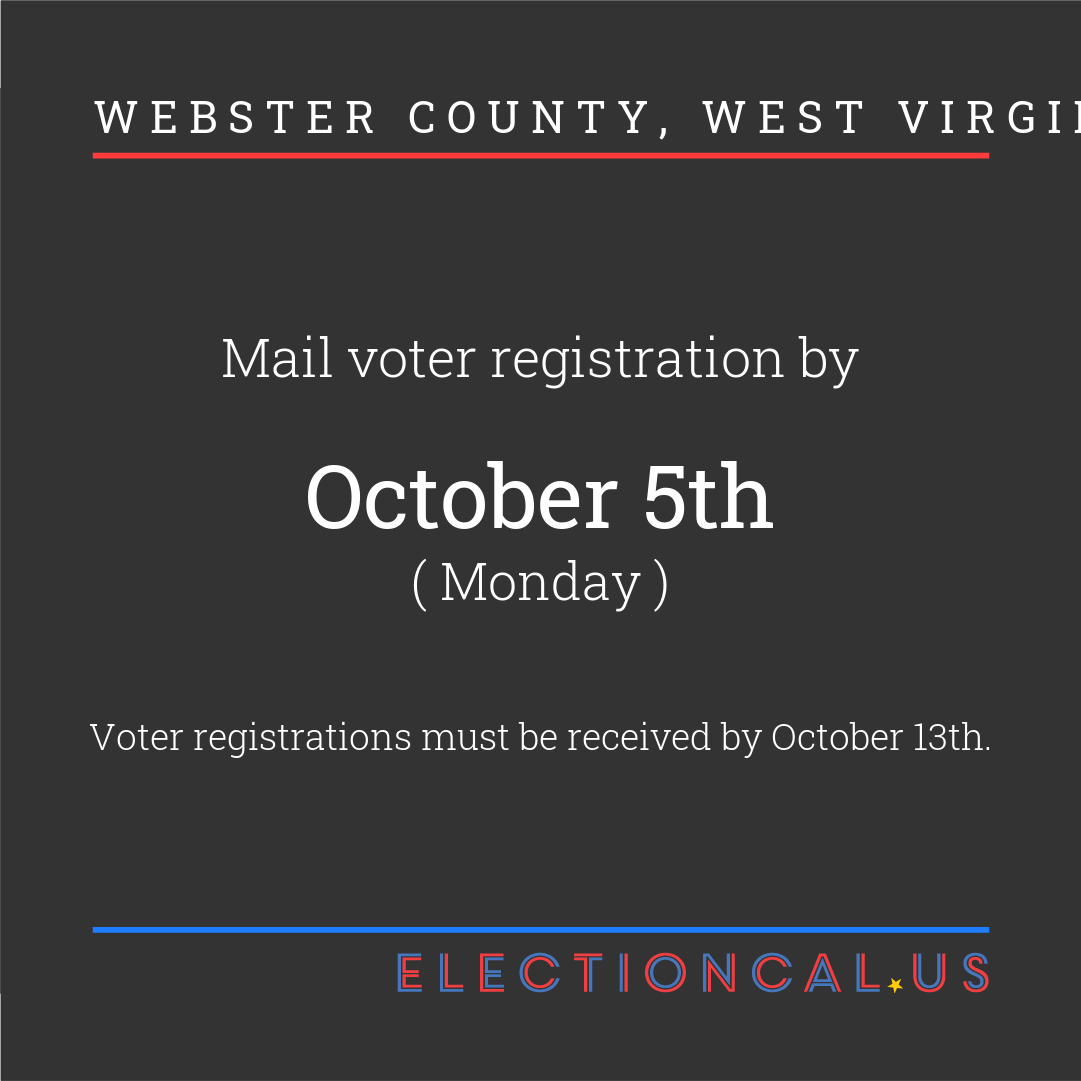 WEBSTER COUNTY, WEST VIRGI
Mail voter registration by
October 5th
( Monday )
Voter registrations must be received by October 13th.
ELECTIONCAL.US